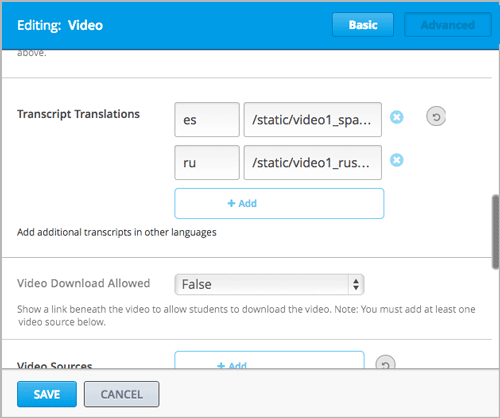 Editing: Video Basic Advanced
above.
Transcript Translations es /static/video1_spa...
ru /static/video1_rus...
+ Add
Add additional transcripts in other languages
Video Download Allowed False
Show a link beneath the video to allow students to download the video. Note: You must add at least one
video source below.
Video Sources + Add
SAVE CANCEL